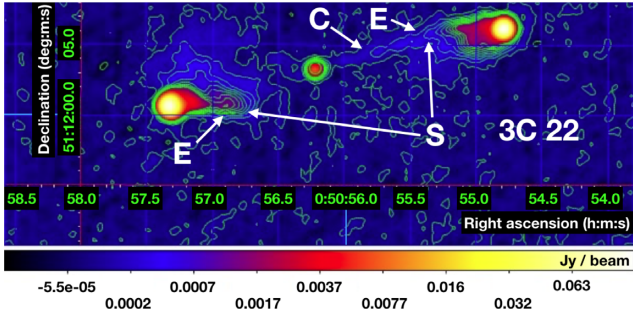 C E
E
S
3C 22
Declination (deg:m:s)
05.0
51:12:00.0
58.5 58.0 57.5 57.0 56.5 0:50:56.0 55.5 55.0 54.5 54.0
Right ascension (h:m:s)
Jy / beam
-5.5e-05 0.0007 0.0037 0.016 0.063
0.0002 0.0017 0.0077 0.032